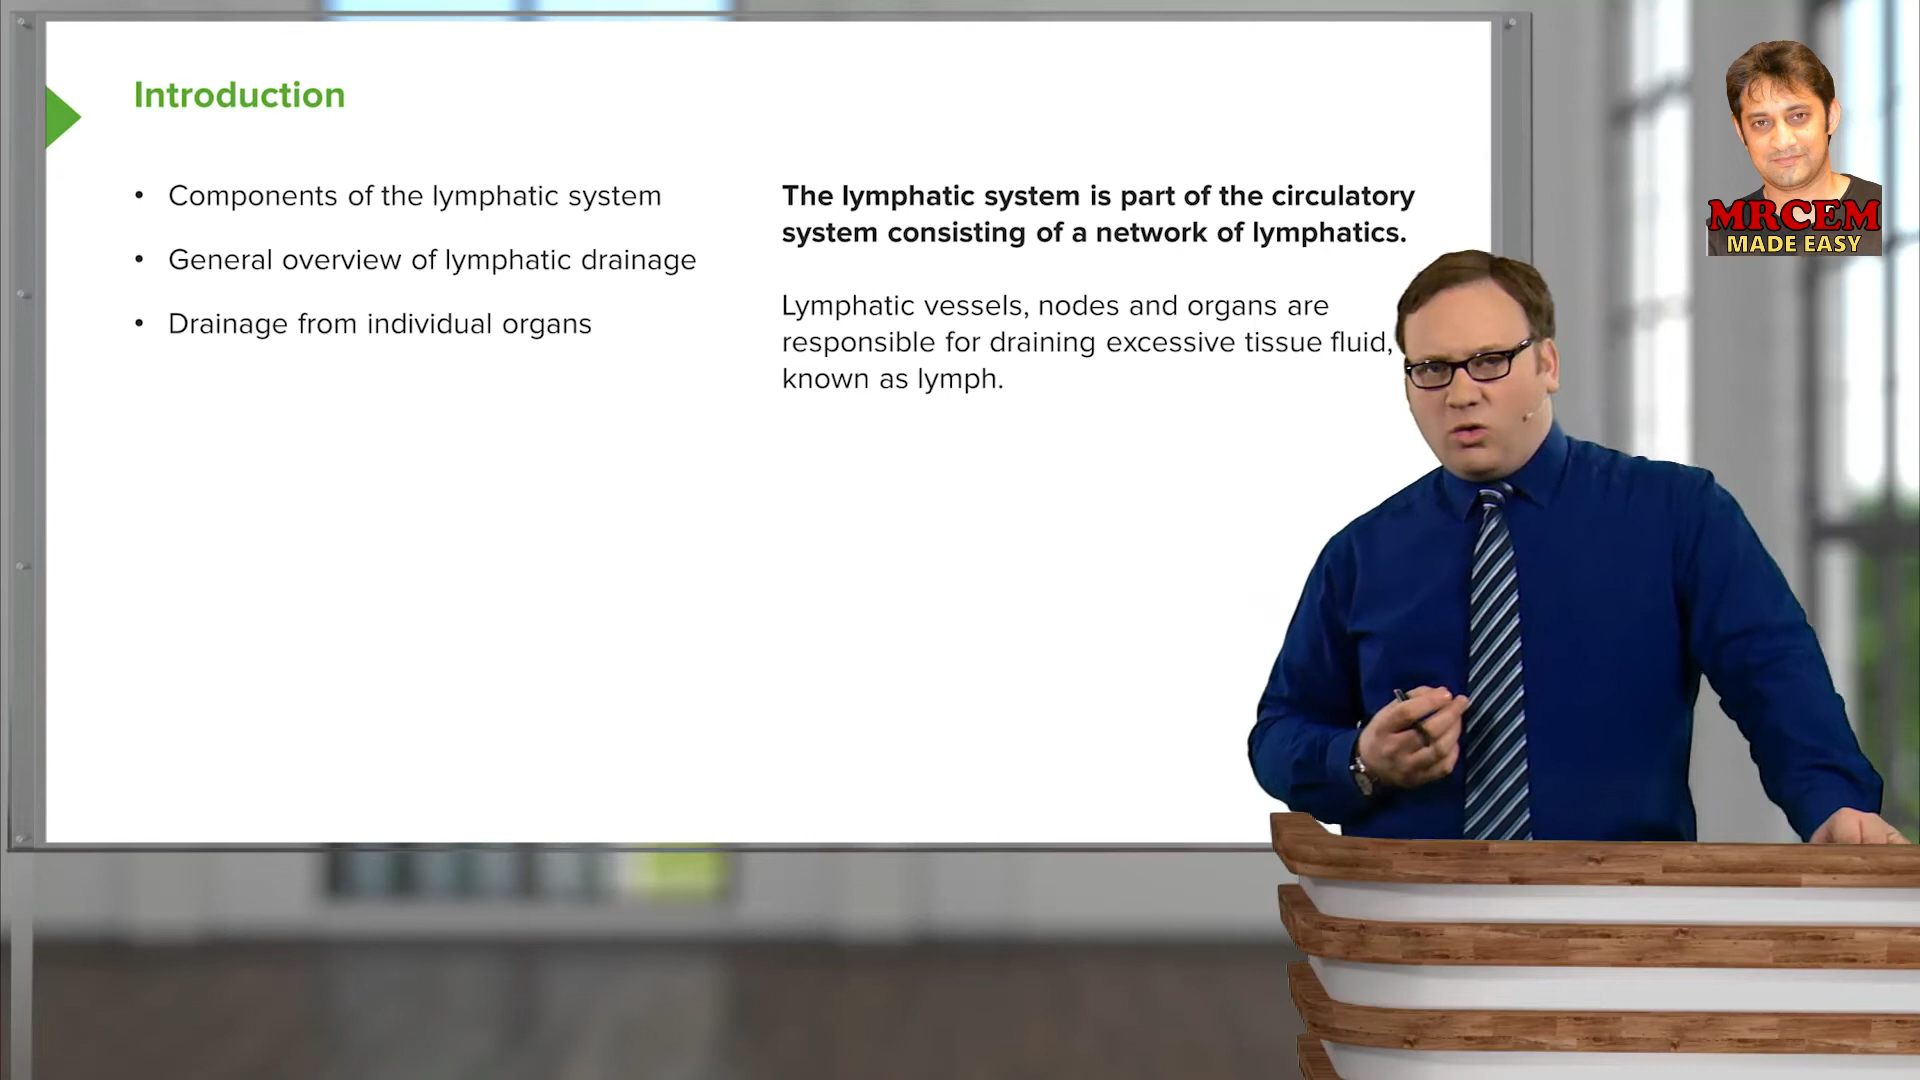 Introduction
• Components of the lymphatic system
• General overview of lymphatic drainage
• Drainage from individual organs
The lymphatic system is part of the circulatory
system consisting of a network of lymphatics.
Lymphatic vessels, nodes and organs are
responsible for draining excessive tissue fluid,
known as lymph.
MRCEM
MADE EASY